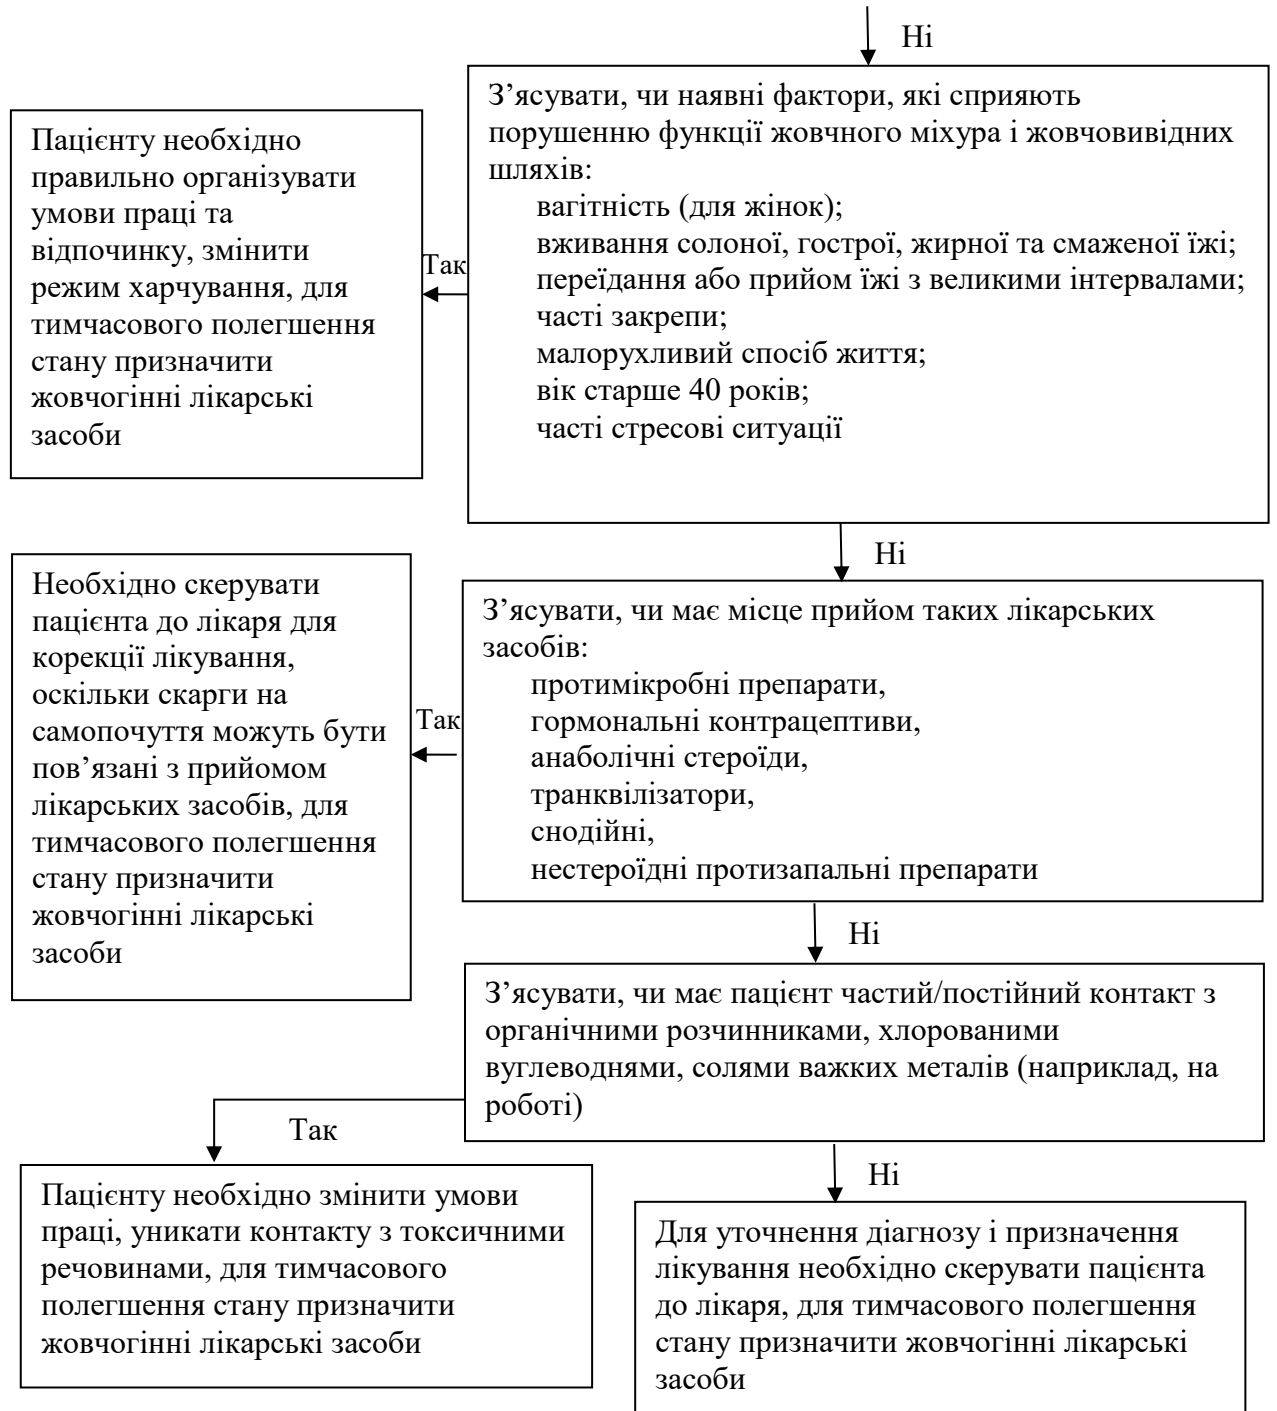 Ні
З’ясувати, чи наявні фактори, які сприяють
порушенню функції жовчного міхура і жовчовивідних
шляхів:
вагітність (для жінок);
вживання солоної, гострої, жирної та смаженої їжі;
переїдання або прийом їжі з великими інтервалами;
часті закрепи;
малорухливий спосіб життя;
вік старше 40 років;
часті стресові ситуації
Так
Пацієнту необхідно
правильно організувати
умови праці та
відпочинку, змінити
режим харчування, для
тимчасового полегшення
стану призначити
жовчогінні лікарські
засоби
Ні
З’ясувати, чи має місце прийом таких лікарських
засобів:
протимікробні препарати,
гормональні контрацептиви,
анаболічні стероїди,
транквілізатори,
снодійні,
нестероїдні протизапальні препарати
Так
Необхідно скерувати
пацієнта до лікаря для
корекції лікування,
оскільки скарги на
самопочуття можуть бути
пов’язані з прийомом
лікарських засобів, для
тимчасового полегшення
стану призначити
жовчогінні лікарські
засоби
Ні
З’ясувати, чи має пацієнт частий/постійний контакт з
органічними розчинниками, хлорованими
вуглеводнями, солями важких металів (наприклад, на
роботі)
Так
Пацієнту необхідно змінити умови
праці, уникати контакту з токсичними
речовинами, для тимчасового
полегшення стану призначити
жовчогінні лікарські засоби
Ні
Для уточнення діагнозу і призначення
лікування необхідно скерувати пацієнта
до лікаря, для тимчасового полегшення
стану призначити жовчогінні лікарські
засоби